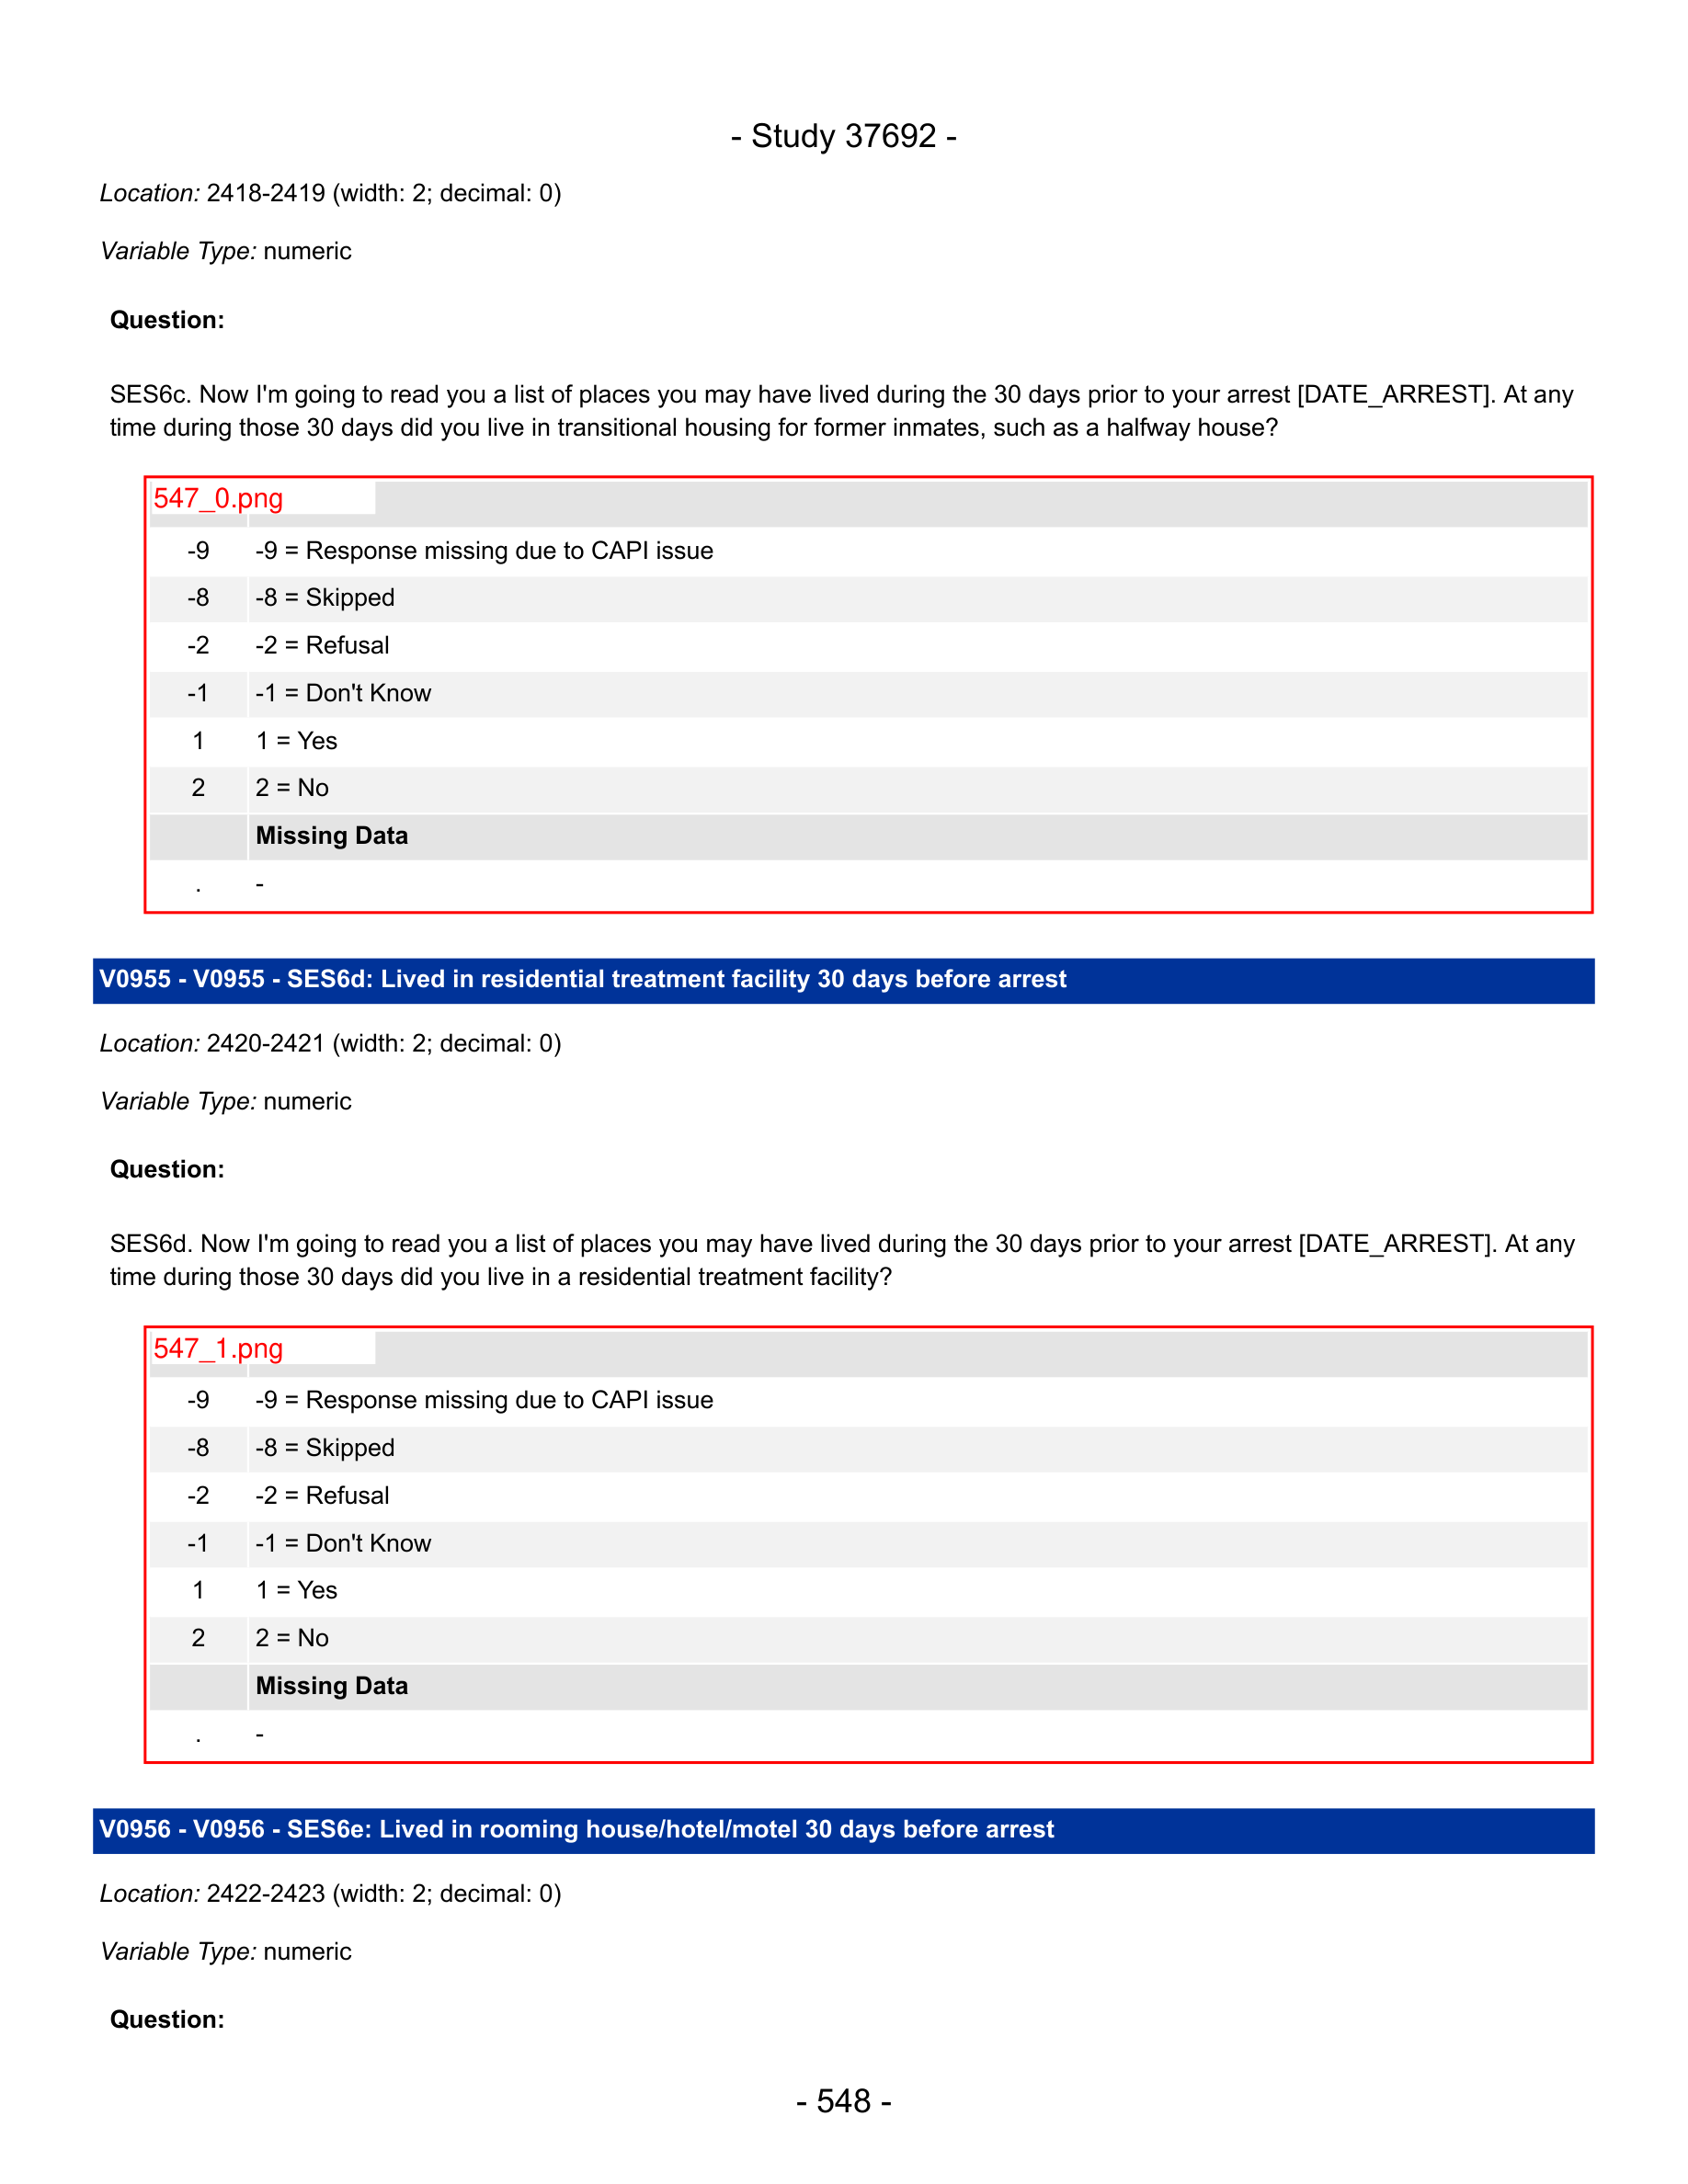 - Study 37692 -
Location: 2418-2419 (width: 2; decimal: 0)
Variable Type: numeric
Question:
SES6c. Now I'm going to read you a list of places you may have lived during the 30 days prior to your arrest [DATE_ARREST]. At any
time during those 30 days did you live in transitional housing for former inmates, such as a halfway house?
547_0.png
-9 -9 = Response missing due to CAPI issue
-8 -8 = Skipped
-2 -2 = Refusal
-1 -1 = Don't Know
1 1 = Yes
2 2 = No
Missing Data
. -
V0955 - V0955 - SES6d: Lived in residential treatment facility 30 days before arrest
Location: 2420-2421 (width: 2; decimal: 0)
Variable Type: numeric
Question:
SES6d. Now I'm going to read you a list of places you may have lived during the 30 days prior to your arrest [DATE_ARREST]. At any
time during those 30 days did you live in a residential treatment facility?
547_1.png
-9 -9 = Response missing due to CAPI issue
-8 -8 = Skipped
-2 -2 = Refusal
-1 -1 = Don't Know
1 1 = Yes
2 2 = No
Missing Data
. -
V0956 - V0956 - SES6e: Lived in rooming house/hotel/motel 30 days before arrest
Location: 2422-2423 (width: 2; decimal: 0)
Variable Type: numeric
Question:
- 548 -